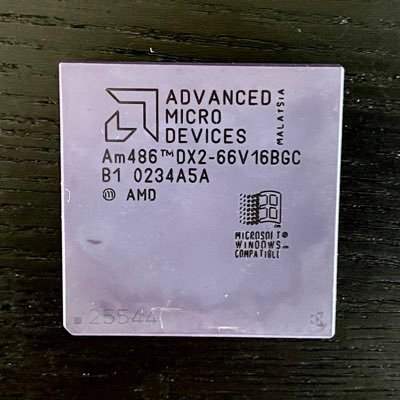 ADVANCED
MICRO
DEVICES
MALAYSIA
Am486™DX2-66V16BGC
B1 0234A5A
Ⓜ AMD
MICROSOFT®
WINDOWS™
COMPATIBLE
25544